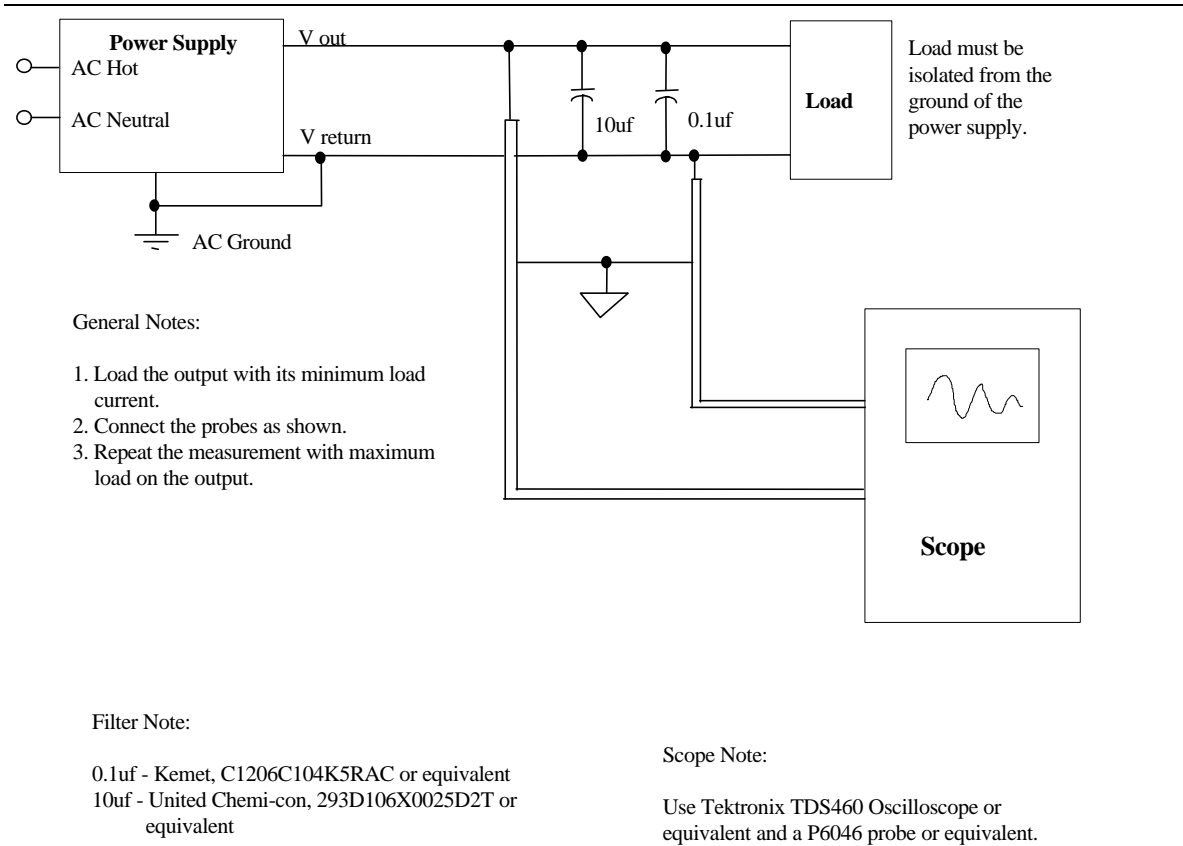 Power Supply
AC Hot
AC Neutral
V out
V return
AC Ground
10uf
0.1uf
Load
Load must be
isolated from the
ground of the
power supply.
General Notes:
1. Load the output with its minimum load
current.
2. Connect the probes as shown.
3. Repeat the measurement with maximum
load on the output.
Scope
Filter Note:
0.1uf - Kemet, C1206C104K5RAC or equivalent
10uf - United Chemi-con, 293D106X0025D2T or
equivalent
Scope Note:
Use Tektronix TDS460 Oscilloscope or
equivalent and a P6046 probe or equivalent.